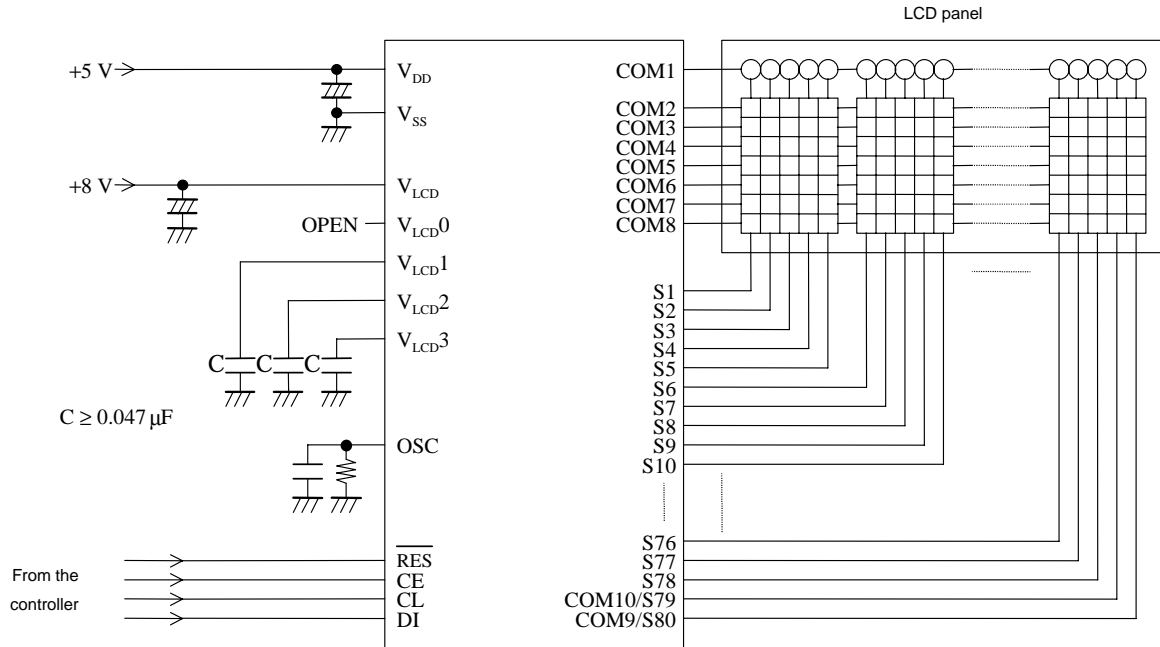 LCD panel
+5 V
+8 V
OPEN
C
C
C
C ≥ 0.047 µF
From the
controller
VDD
VSS
VLCD
VLCD0
VLCD1
VLCD2
VLCD3
OSC
RES
CE
CL
DI
COM1
COM2
COM3
COM4
COM5
COM6
COM7
COM8
S1
S2
S3
S4
S5
S6
S7
S8
S9
S10
S76
S77
S78
COM10/S79
COM9/S80